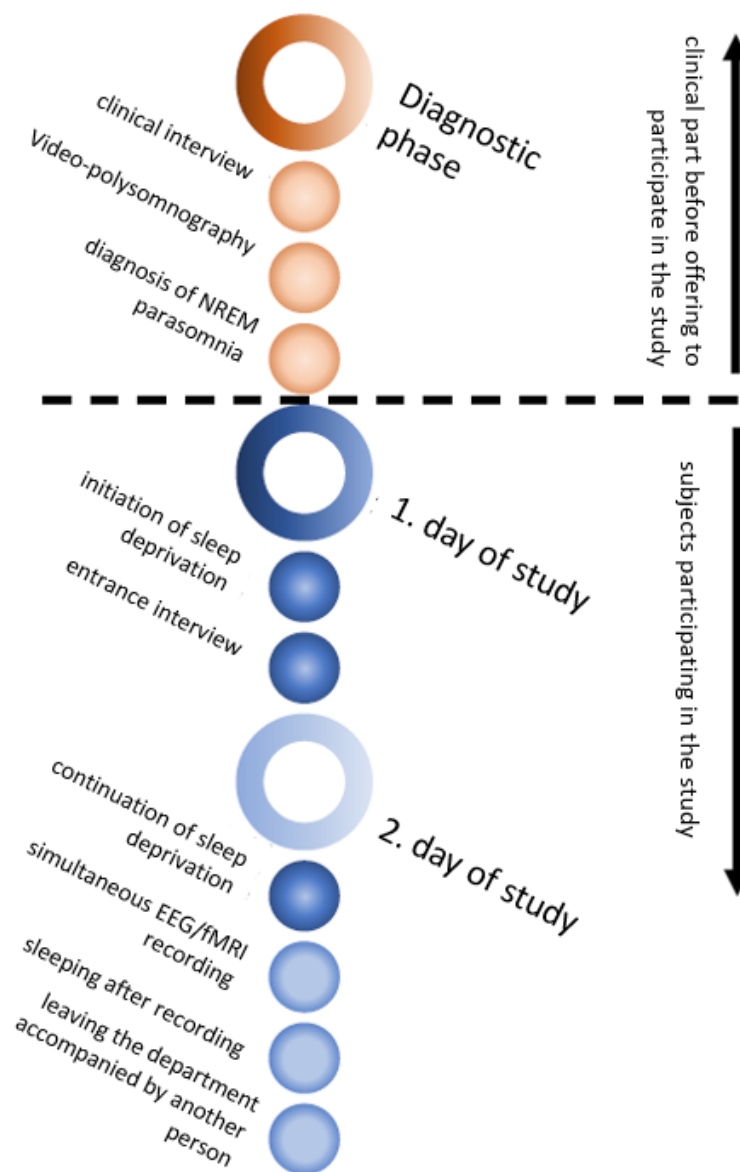 Diagnostic
phase
clinical interview
Video-polysomnography
diagnosis of NREM
parasomnia
clinical part before offering to
participate in the study
1. day of study
initiation of sleep
deprivation
entrance interview
subjects participating in the study
2. day of study
continuation of sleep
deprivation
simultaneous EEG/fMRI
recording
sleeping after recording
leaving the department
accompanied by another
person